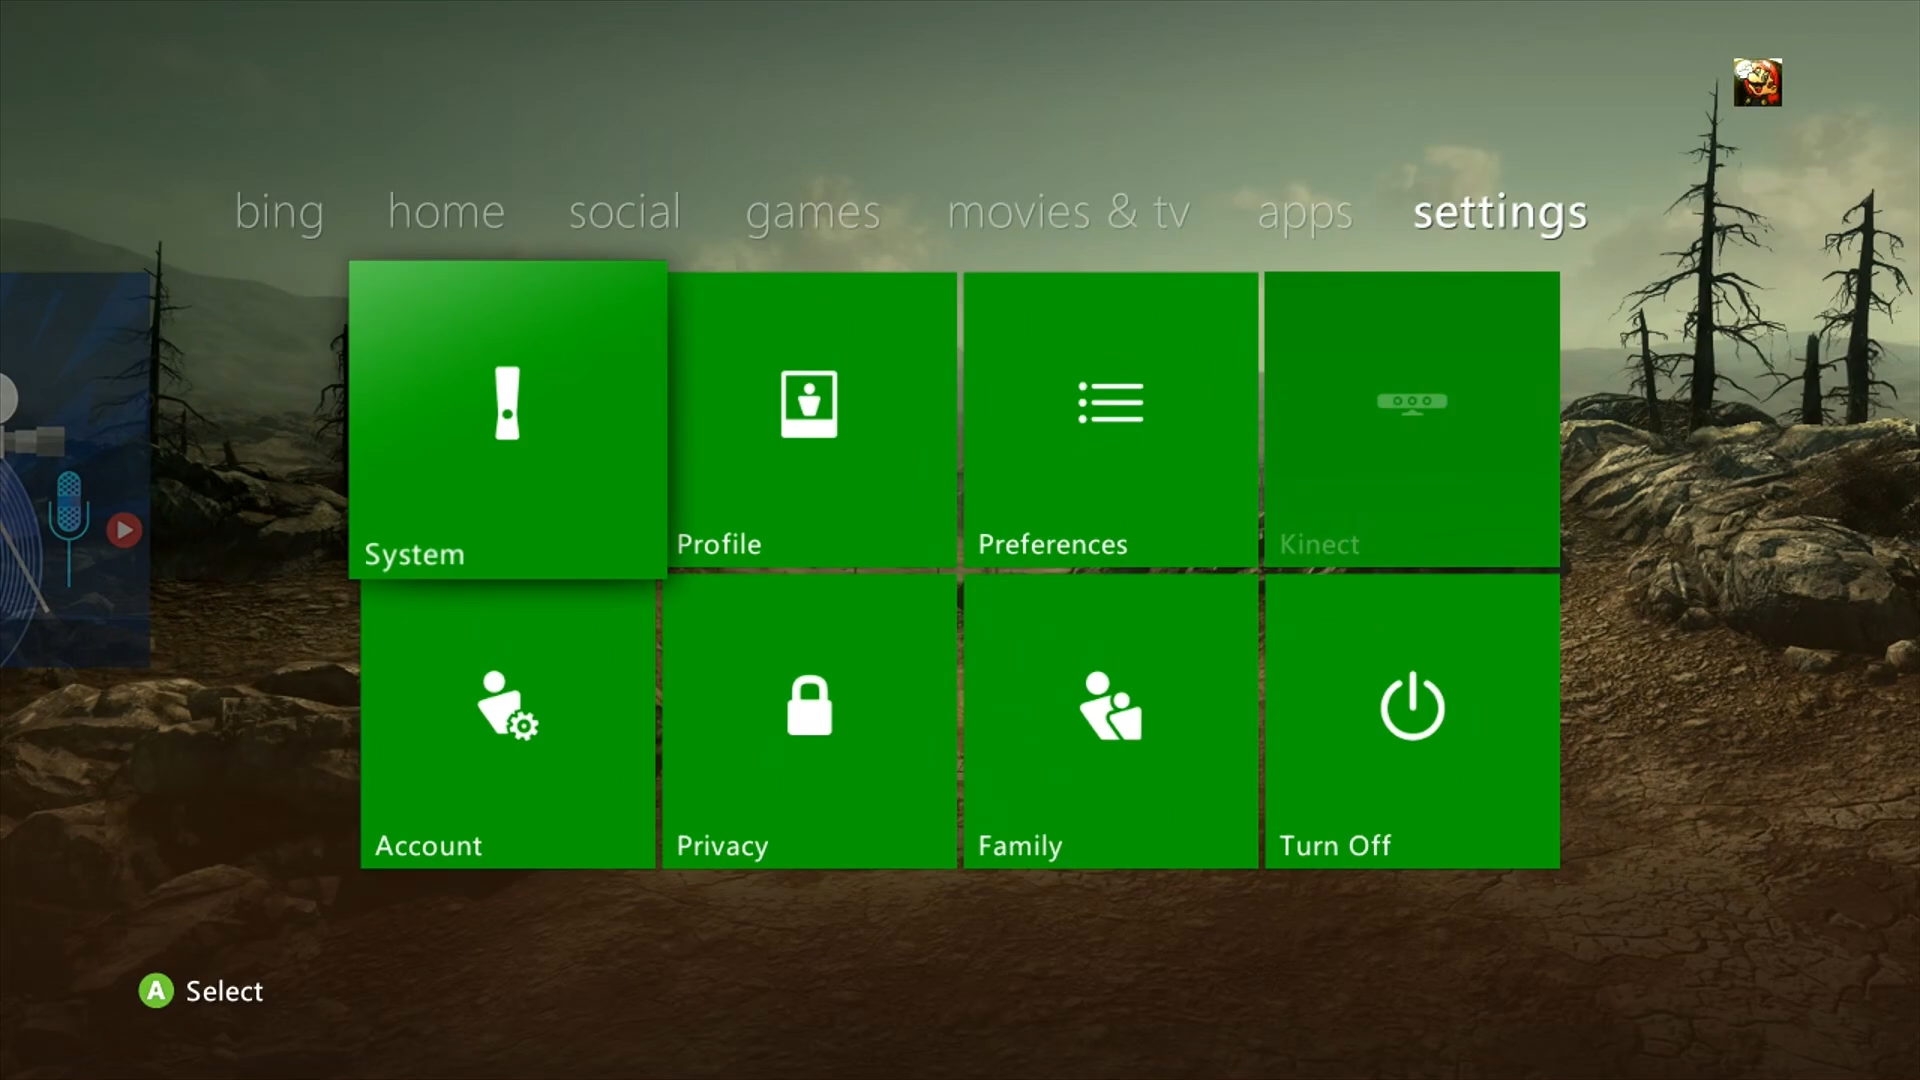 bing home social games movies & tv apps settings
System Profile Preferences Kinect
Account Privacy Family Turn Off
A Select